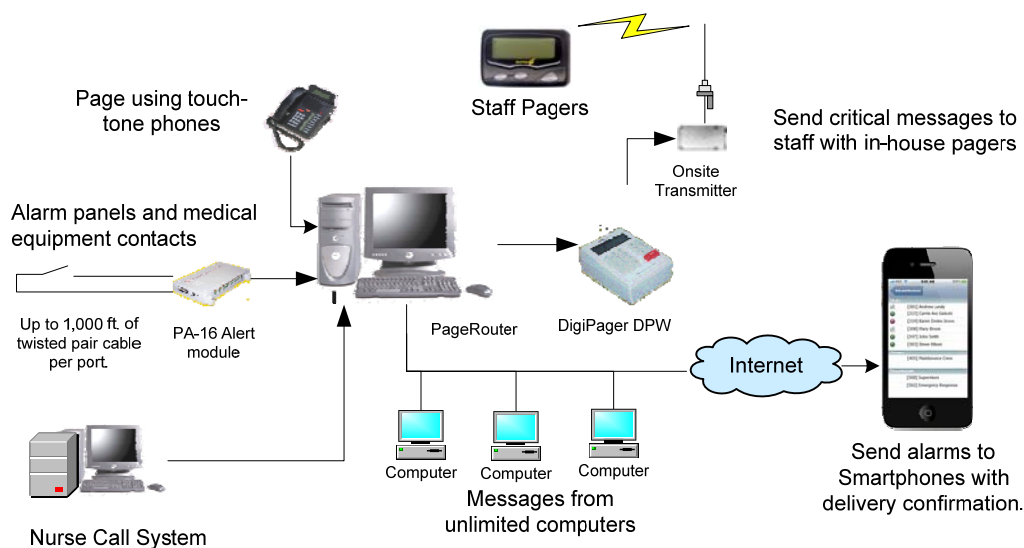 Page using touch-
tone phones
Staff Pagers
Send critical messages to
staff with in-house pagers
Onsite
Transmitter
Alarm panels and medical
equipment contacts
Up to 1,000 ft. of
twisted pair cable
per port.
PA-16 Alert
module
PageRouter
DigiPager DPW
Internet
Computer
Computer
Computer
Messages from
unlimited computers
Send alarms to
Smartphones with
delivery confirmation.
Nurse Call System